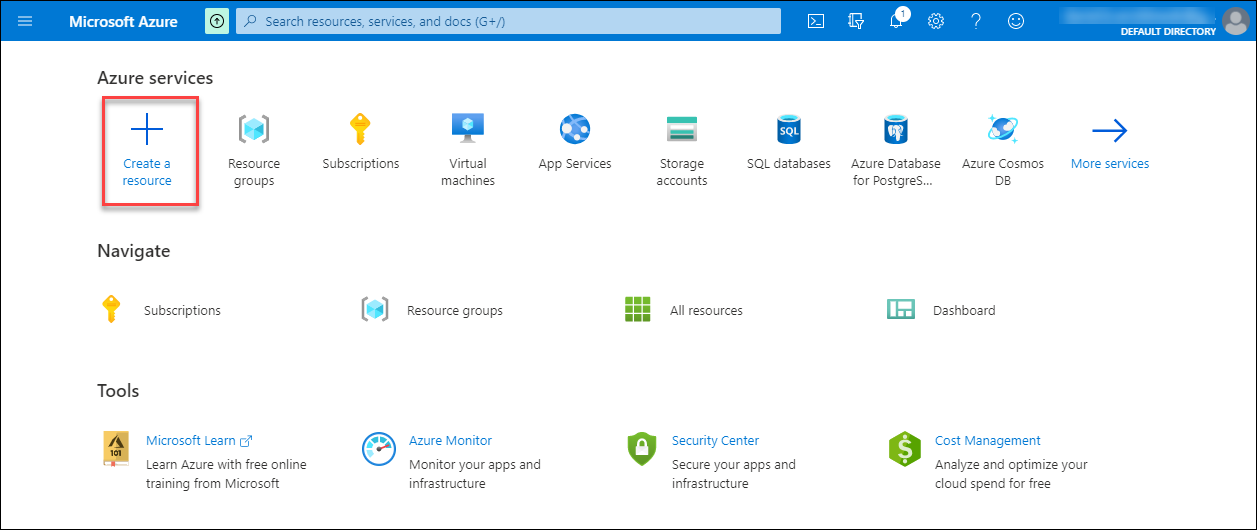 Microsoft Azure
Search resources, services, and docs (G+/)
1
DEFAULT DIRECTORY
Azure services
Create a
resource
Resource
groups
Subscriptions
Virtual
machines
App Services
Storage
accounts
SQL
SQL databases
Azure Database
for PostgreS...
Azure Cosmos
DB
More services
Navigate
Subscriptions
Resource groups
All resources
Dashboard
Tools
101
Microsoft Learn
Learn Azure with free online
training from Microsoft
Azure Monitor
Monitor your apps and
infrastructure
Security Center
Secure your apps and
infrastructure
$
Cost Management
Analyze and optimize your
cloud spend for free